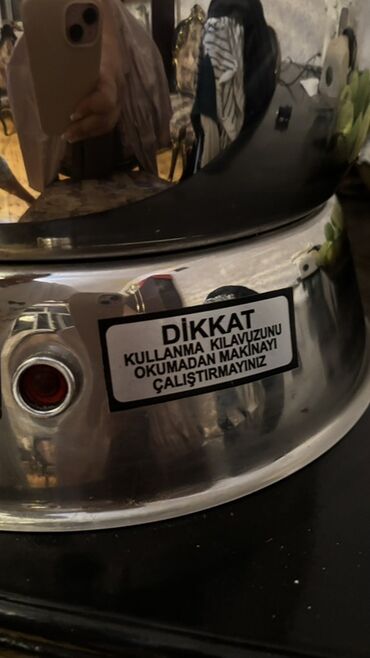 DİKKAT
KULLANMA KILAVUZUNU
OKUMADAN MAKİNAYI
ÇALIŞTIRMAYINIZ